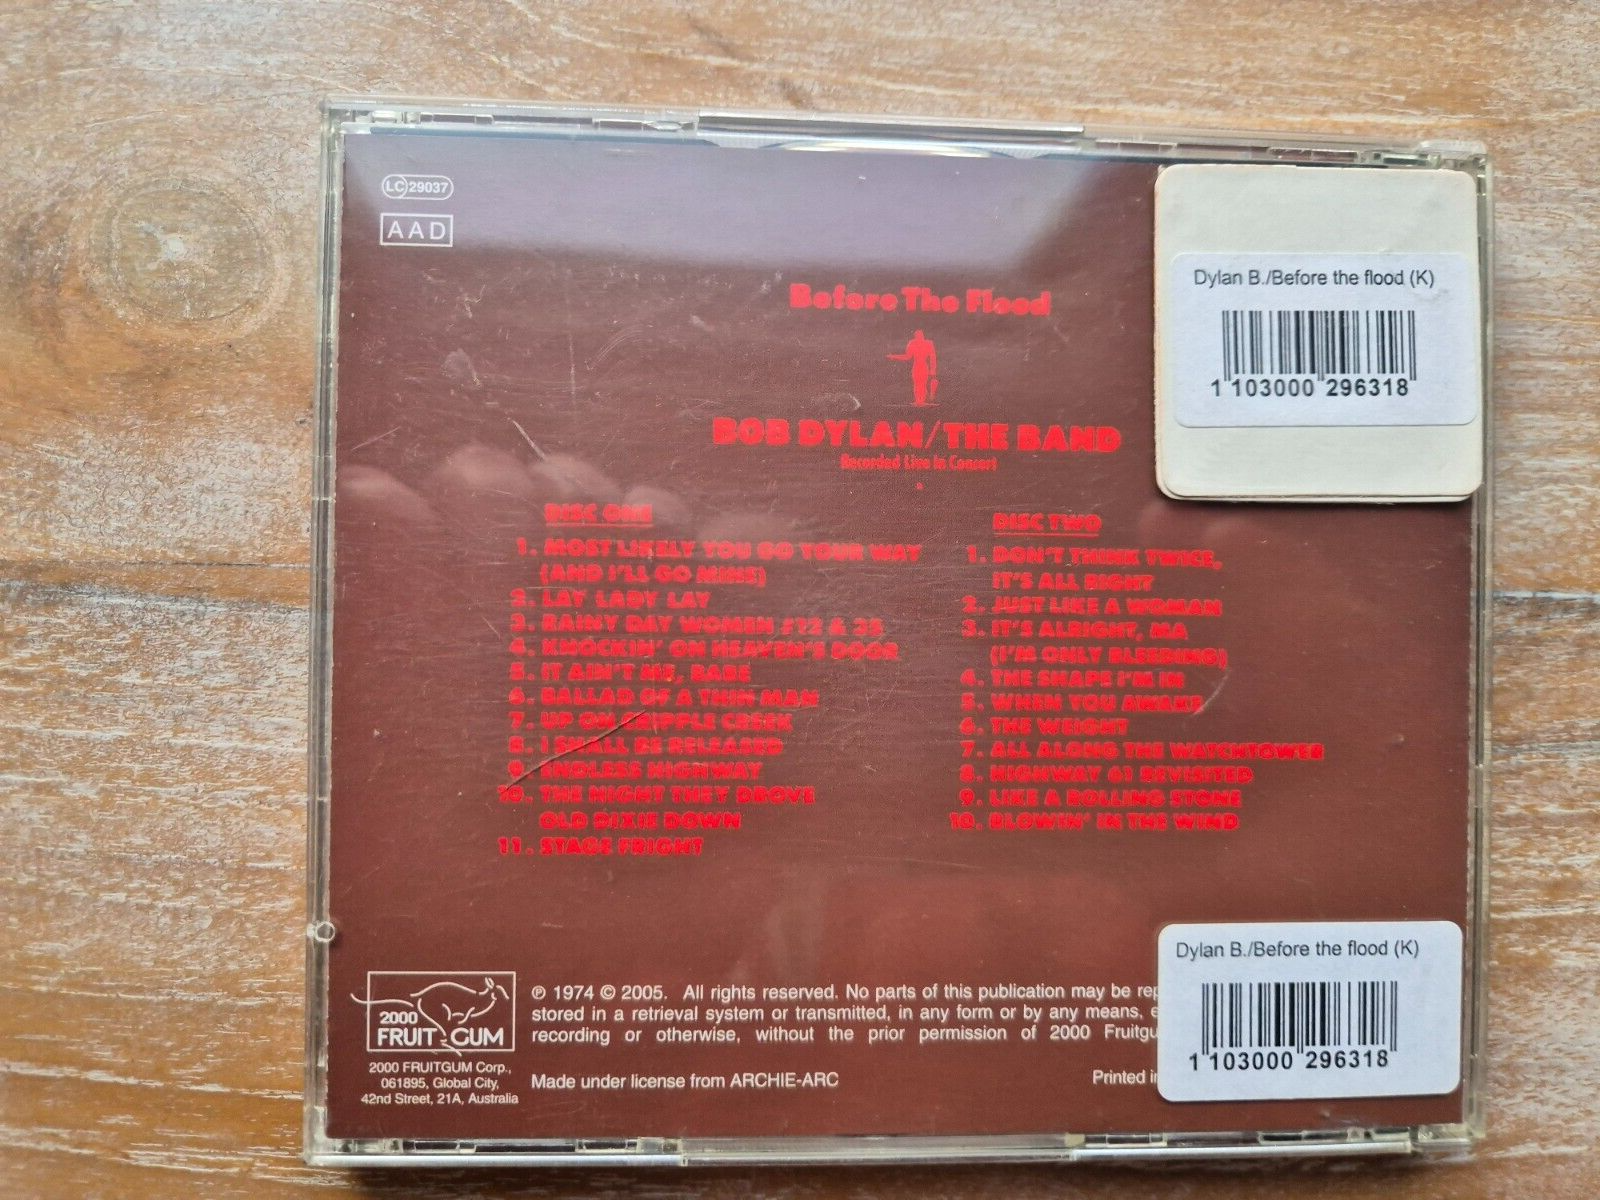 LC 29037
AAD
Before The Flood
BOB DYLAN/THE BAND
Recorded Live In Concert
DISC ONE
1. MOST LIKELY YOU GO YOUR WAY
(AND I'LL GO MINE)
2. LAY LADY LAY
3. RAINY DAY WOMEN #12 & 35
4. KNOCKIN' ON HEAVEN'S DOOR
5. IT AIN'T ME, BABE
6. BALLAD OF A THIN MAN
7. UP ON CRIPPLE CREEK
8. I SHALL BE RELEASED
9. ENDLESS HIGHWAY
10. THE NIGHT THEY DROVE
OLD DIXIE DOWN
11. STAGE FRIGHT
DISC TWO
1. DON'T THINK TWICE,
IT'S ALL RIGHT
2. JUST LIKE A WOMAN
3. IT'S ALRIGHT, MA
(I'M ONLY BLEEDING)
4. THE SHAPE I'M IN
5. WHEN YOU AWAKE
6. THE WEIGHT
7. ALL ALONG THE WATCHTOWER
8. HIGHWAY 61 REVISITED
9. LIKE A ROLLING STONE
10. BLOWIN' IN THE WIND
Dylan B./Before the flood (K)
1 103000 296318
Dylan B./Before the flood (K)
1 103000 296318
2000
FRUIT GUM
2000 FRUITGUM Corp.,
061895, Global City,
42nd Street, 21A, Australia
℗ 1974 © 2005. All rights reserved. No parts of this publication may be rep
stored in a retrieval system or transmitted, in any form or by any means, e
recording or otherwise, without the prior permission of 2000 Fruitgu
Made under license from ARCHIE-ARC
Printed in